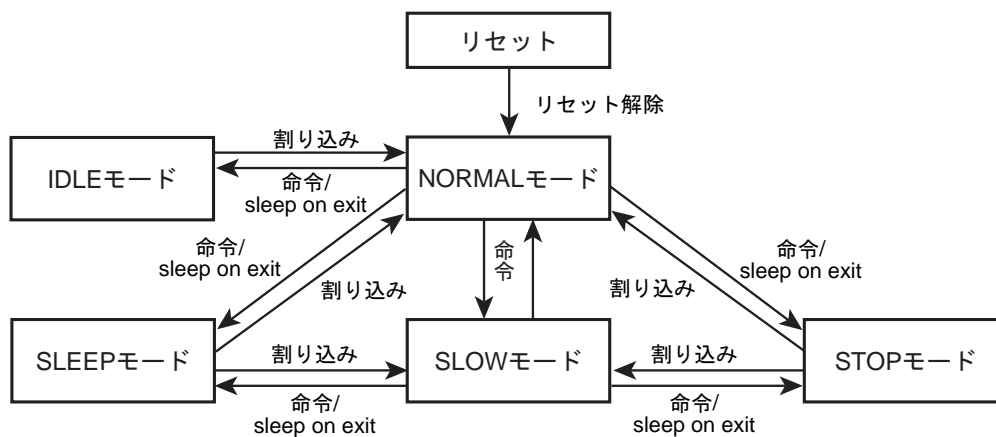 リセット
リセット解除
割り込み
IDLEモード
NORMALモード
命令/
sleep on exit
命令/
sleep on exit
命令
命令/
sleep on exit
割り込み
割り込み
SLEEPモード
割り込み
SLOWモード
割り込み
STOPモード
命令/
sleep on exit
命令/
sleep on exit